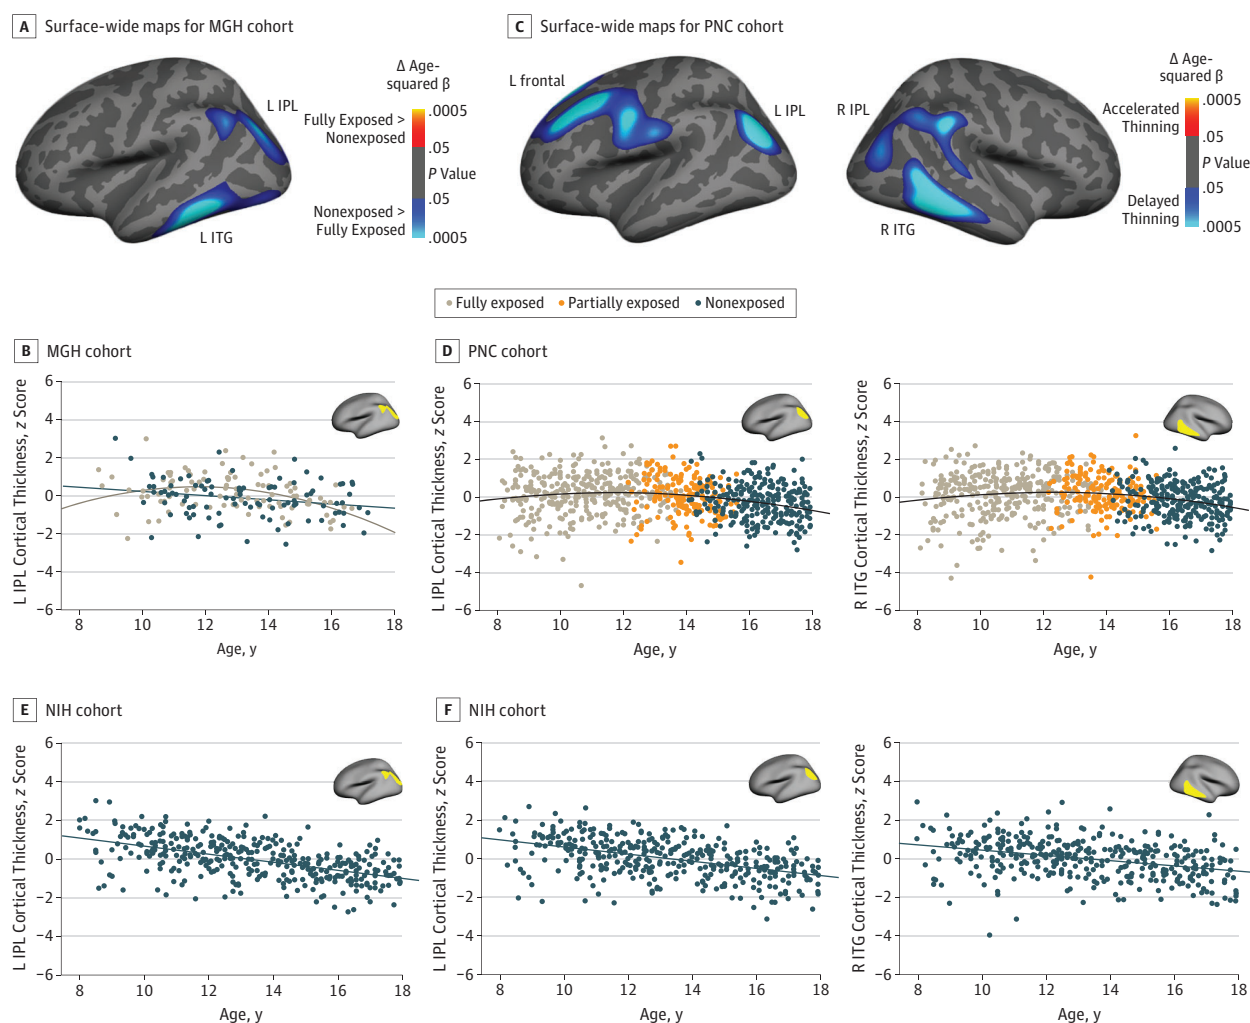 A Surface-wide maps for MGH cohort
Δ Age-
squared β
L IPL
Fully Exposed >
Nonexposed
.0005
.05
P Value
.05
Nonexposed >
Fully Exposed
.0005
L ITG
C Surface-wide maps for PNC cohort
L frontal
L IPL
R IPL
R ITG
Δ Age-
squared β
Accelerated
Thinning
.0005
.05
P Value
.05
Delayed
Thinning
.0005
Fully exposed Partially exposed Nonexposed
B MGH cohort
L IPL Cortical Thickness, z Score
6
4
2
0
−2
−4
−6
8 10 12 14 16 18
Age, y
D PNC cohort
L IPL Cortical Thickness, z Score
6
4
2
0
−2
−4
−6
8 10 12 14 16 18
Age, y
R ITG Cortical Thickness, z Score
6
4
2
0
−2
−4
−6
8 10 12 14 16 18
Age, y
E NIH cohort
L IPL Cortical Thickness, z Score
6
4
2
0
−2
−4
−6
8 10 12 14 16 18
Age, y
F NIH cohort
L IPL Cortical Thickness, z Score
6
4
2
0
−2
−4
−6
8 10 12 14 16 18
Age, y
R ITG Cortical Thickness, z Score
6
4
2
0
−2
−4
−6
8 10 12 14 16 18
Age, y